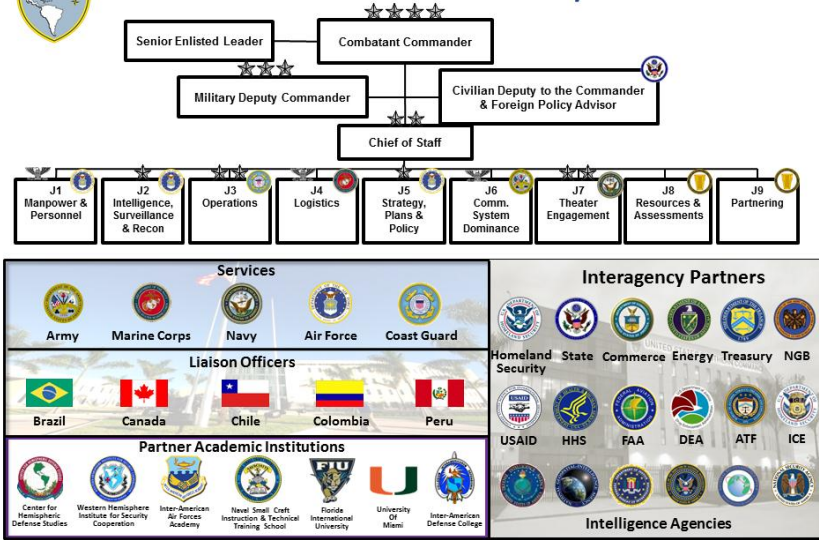 Senior Enlisted Leader
Combatant Commander
Military Deputy Commander
Civilian Deputy to the Commander
& Foreign Policy Advisor
Chief of Staff
J1
Manpower &
Personnel
J2
Intelligence,
Surveillance
& Recon
J3
Operations
J4
Logistics
J5
Strategy,
Plans &
Policy
J6
Comm.
System
Dominance
J7
Theater
Engagement
J8
Resources &
Assessments
J9
Partnering
Services
Army
Marine Corps
Navy
Air Force
Coast Guard
Liaison Officers
Brazil
Canada
Chile
Colombia
Peru
Partner Academic Institutions
Center for
Hemispheric
Defense Studies
Western Hemisphere
Institute for Security
Cooperation
Inter-American
Air Forces
Academy
Naval Small Craft
Instruction & Technical
Training School
FIU
Florida
International
University
University
Of
Miami
Inter-American
Defense College
Interagency Partners
Homeland
Security
State
Commerce
Energy
Treasury
NGB
USAID
USAID
HHS
FAA
DEA
ATF
ICE
Intelligence Agencies